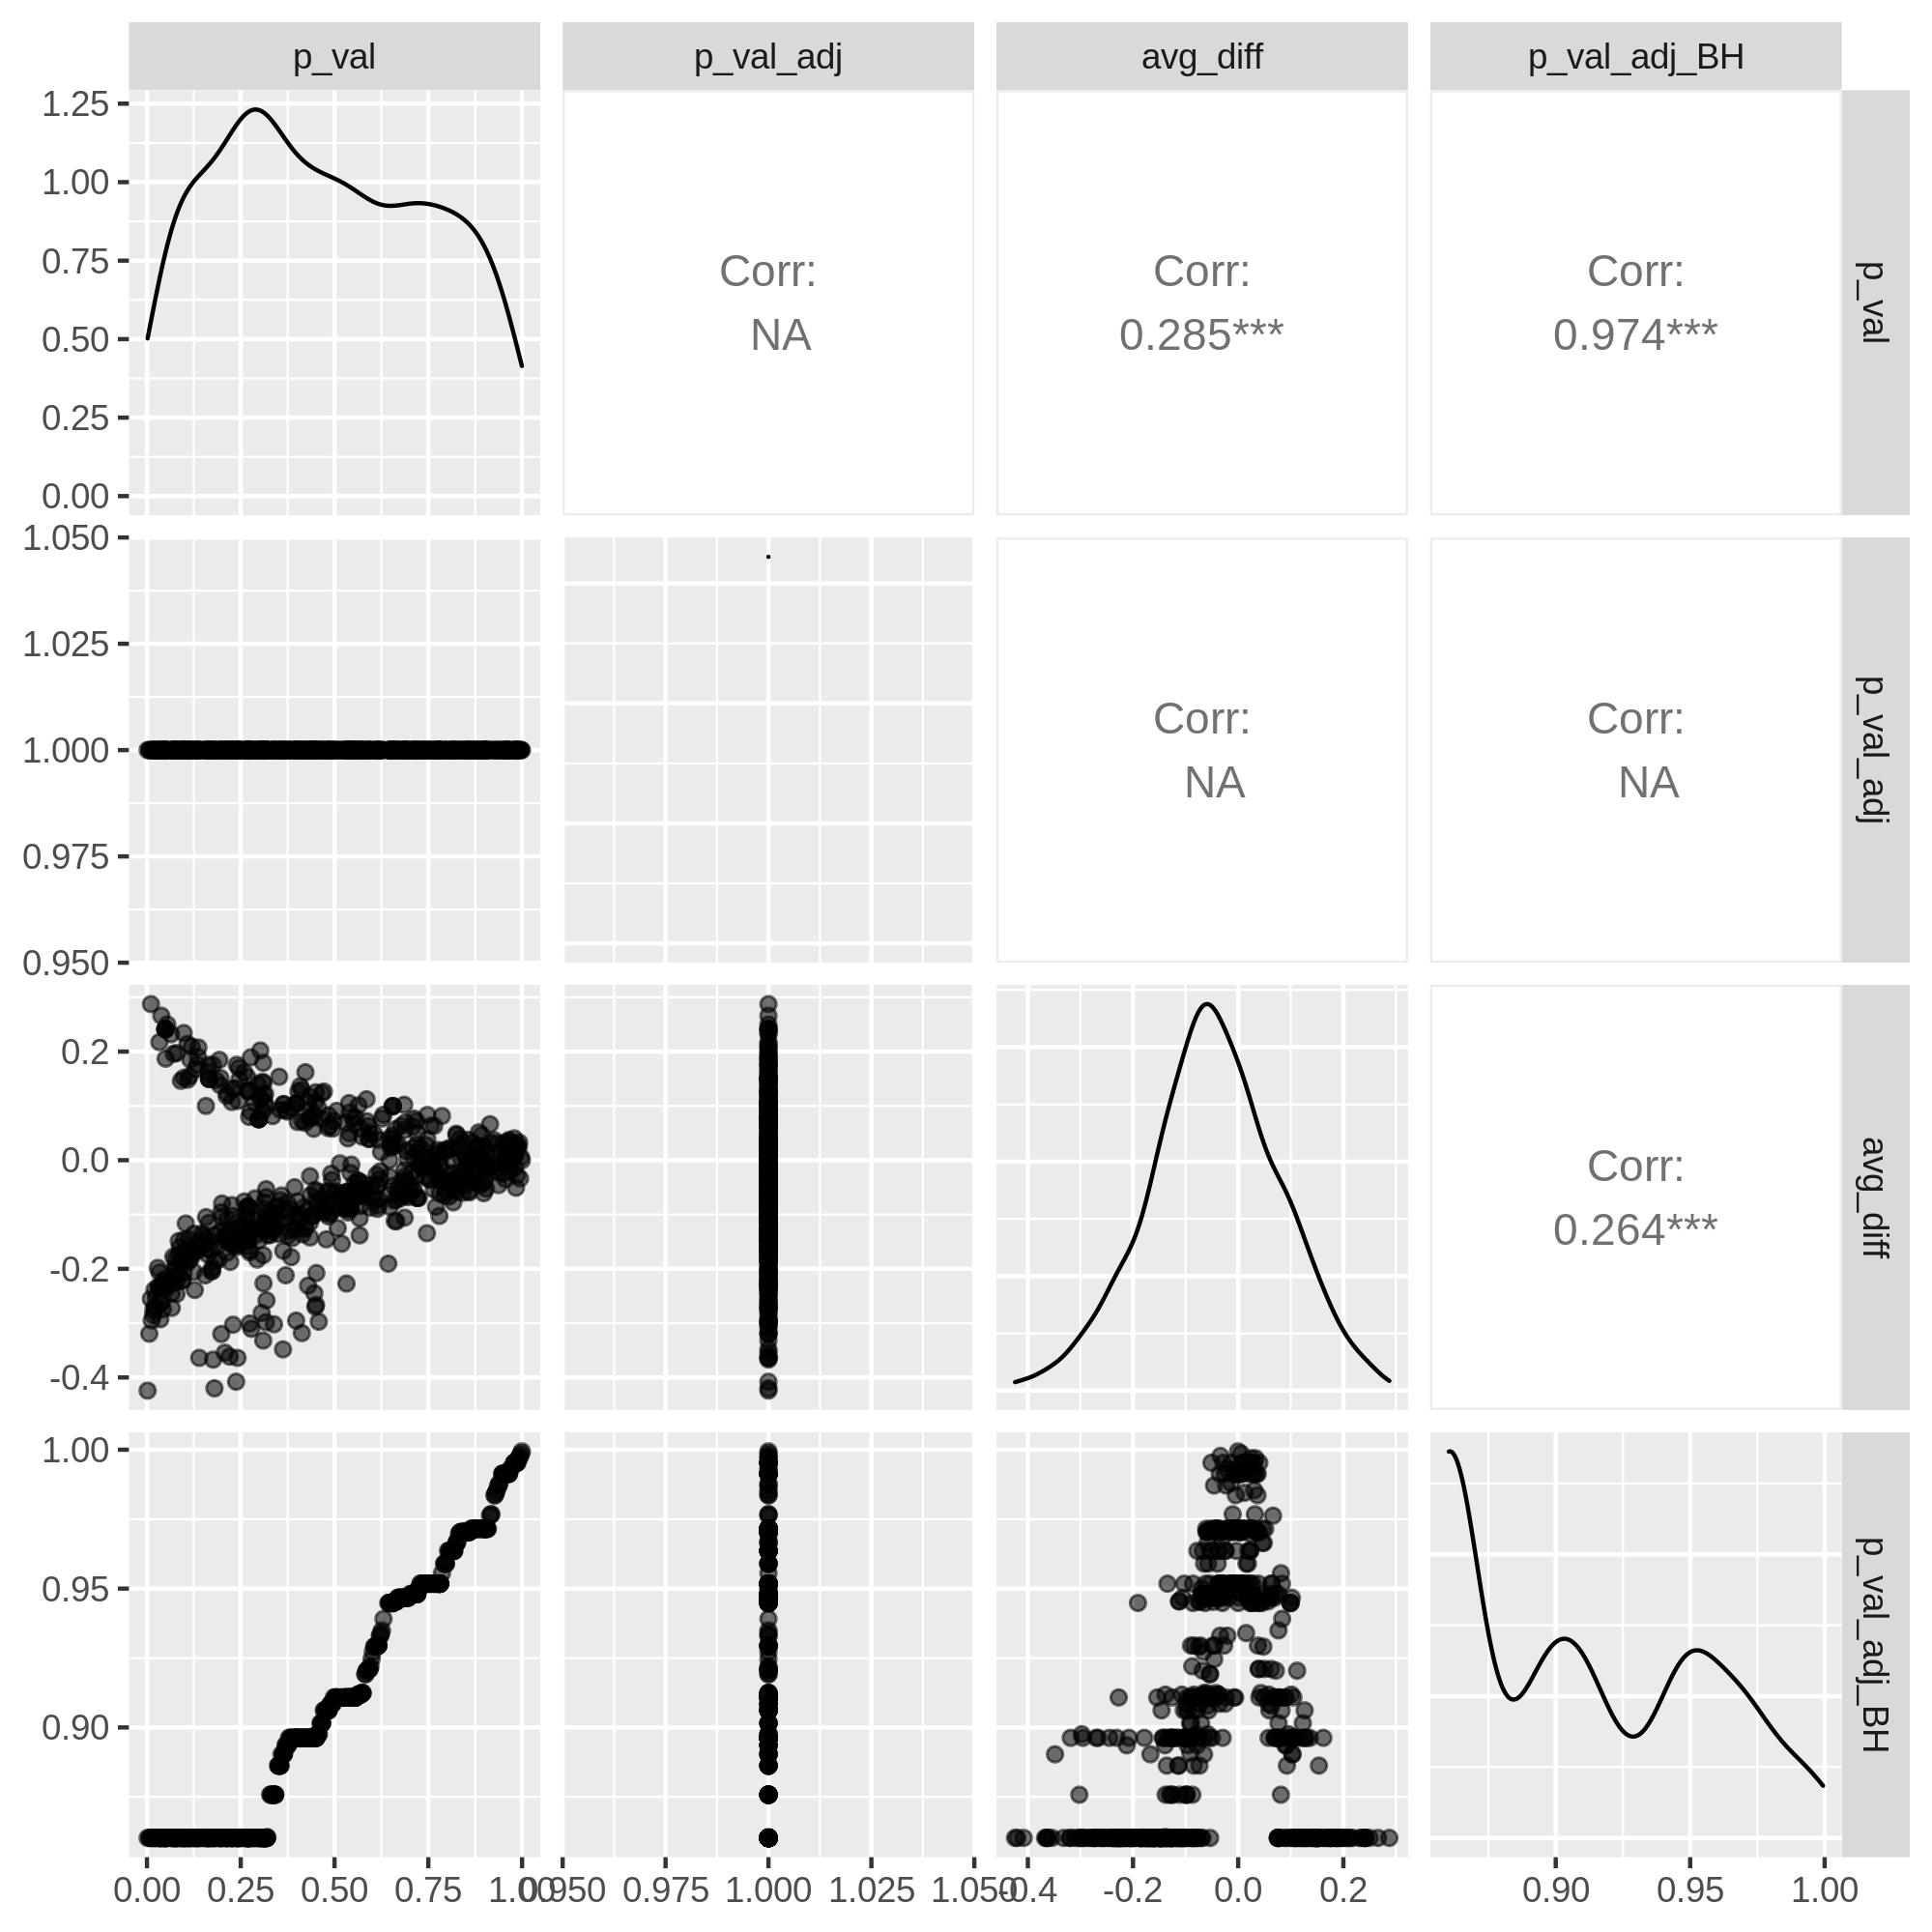 p_val p_val_adj avg_diff p_val_adj_BH
1.25
1.00
0.75
0.50
0.25
0.00
Corr:
NA
Corr:
0.285***
Corr:
0.974***
p_val
1.050
1.025
1.000
0.975
0.950
Corr:
NA
Corr:
NA
p_val_adj
0.2
0.0
-0.2
-0.4
Corr:
0.264***
avg_diff
1.00
0.95
0.90
p_val_adj_BH
0.00 0.25 0.50 0.75 1.00 0.950 0.975 1.000 1.025 1.050 -0.4 -0.2 0.0 0.2 0.90 0.95 1.00